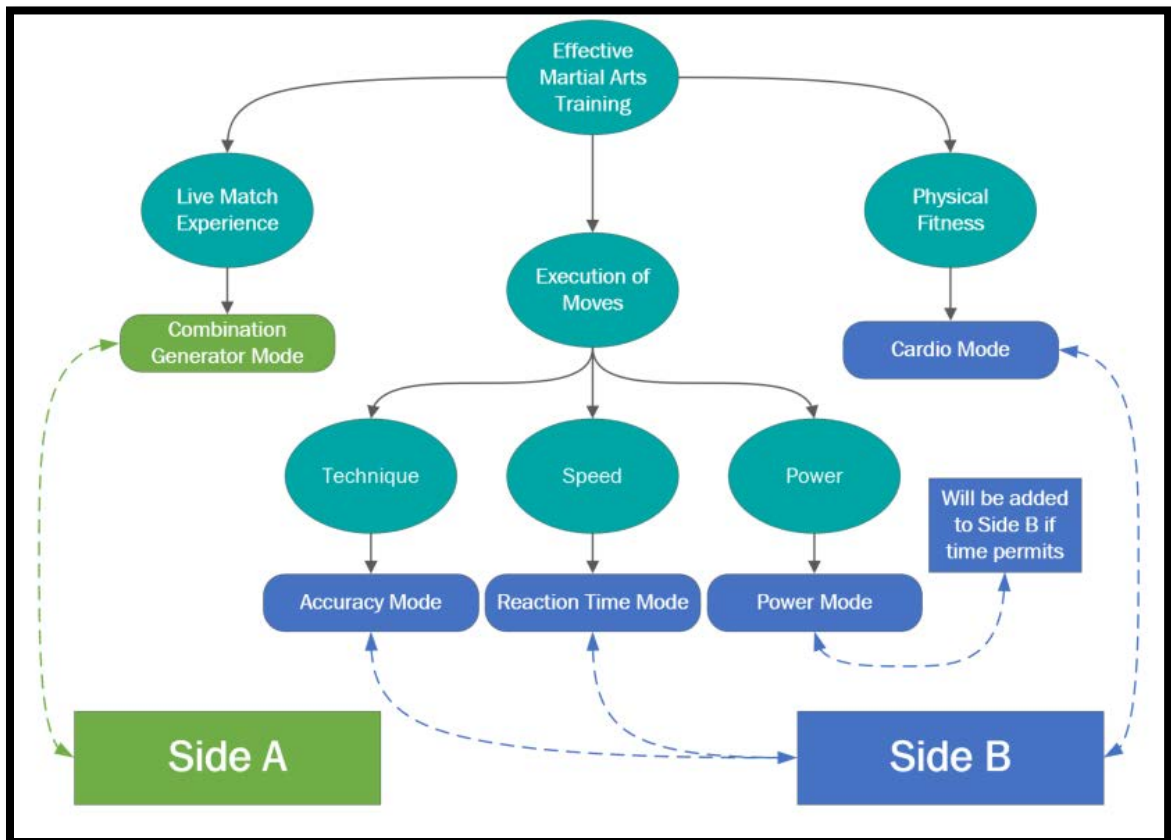 Effective
Martial Arts
Training
Live Match
Experience
Physical
Fitness
Execution of
Moves
Combination
Generator Mode
Cardio Mode
Technique
Speed
Power
Will be added
to Side B if
time permits
Accuracy Mode
Reaction Time Mode
Power Mode
Side A
Side B